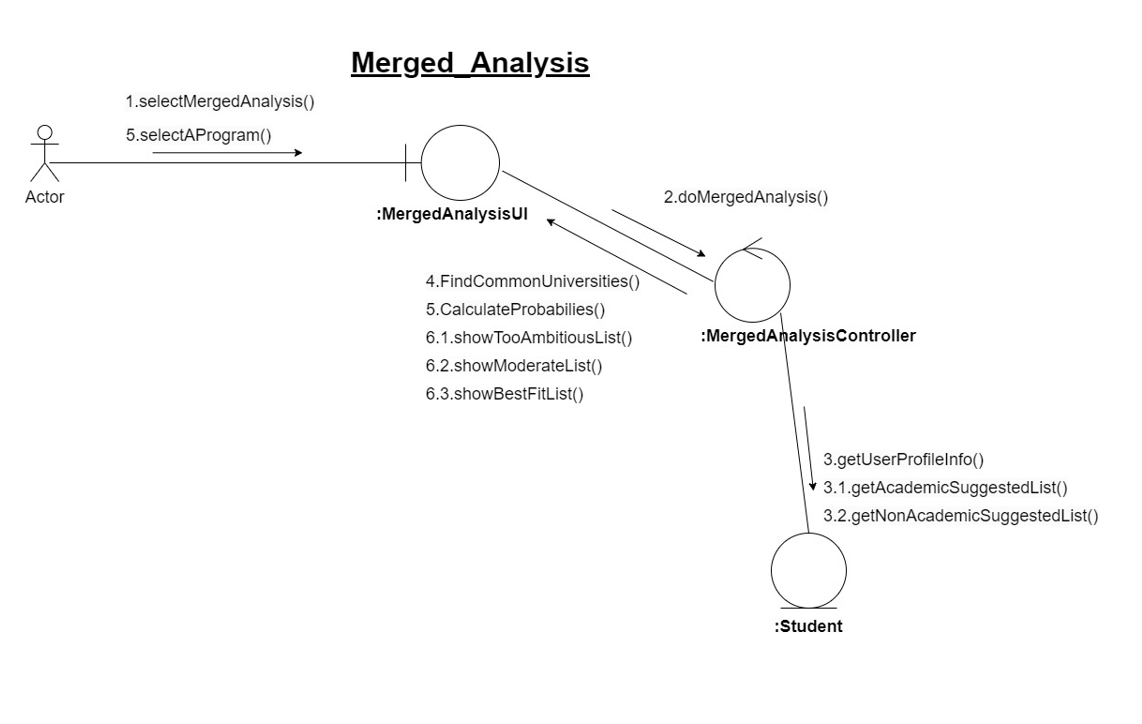 Merged_Analysis
1.selectMergedAnalysis()
5.selectAProgram()
Actor
:MergedAnalysisUI
2.doMergedAnalysis()
4.FindCommonUniversities()
5.CalculateProbabilies()
6.1.showTooAmbitiousList()
6.2.showModerateList()
6.3.showBestFitList()
:MergedAnalysisController
3.getUserProfileInfo()
3.1.getAcademicSuggestedList()
3.2.getNonAcademicSuggestedList()
:Student